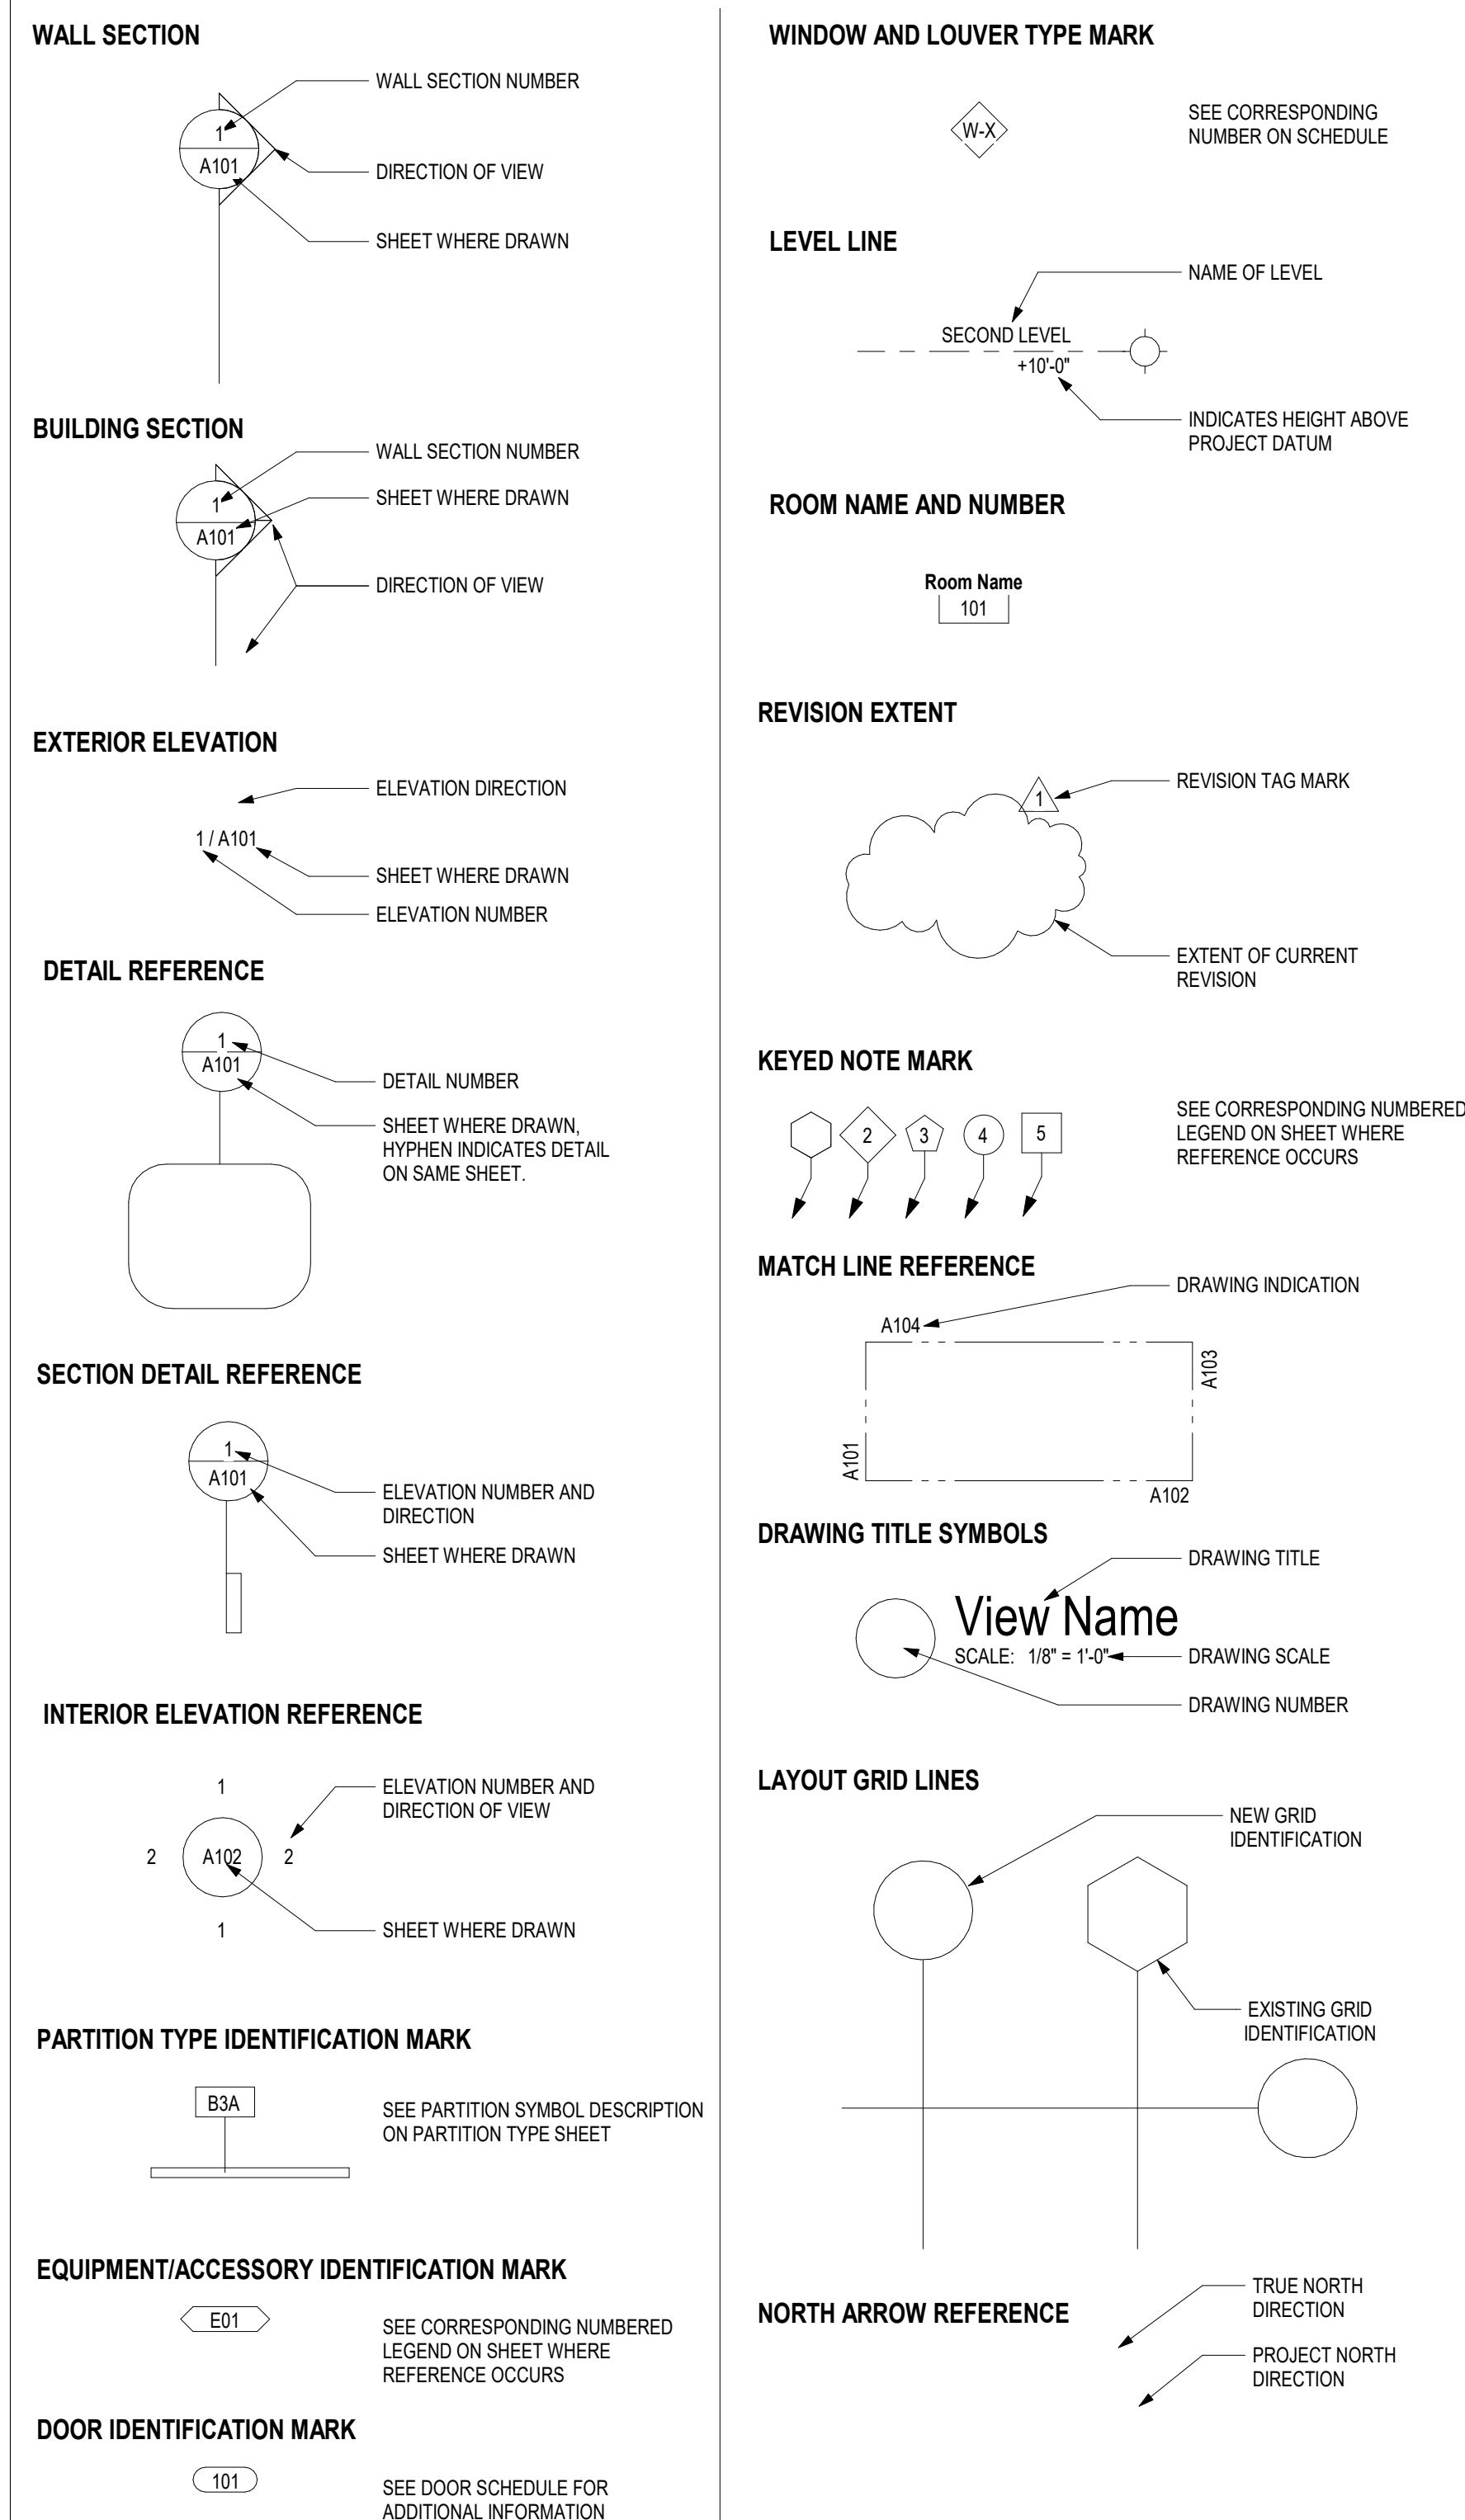 WALL SECTION
WALL SECTION NUMBER
1
A101
DIRECTION OF VIEW
SHEET WHERE DRAWN
BUILDING SECTION
WALL SECTION NUMBER
1
SHEET WHERE DRAWN
A101
DIRECTION OF VIEW
EXTERIOR ELEVATION
ELEVATION DIRECTION
1 / A101
SHEET WHERE DRAWN
ELEVATION NUMBER
DETAIL REFERENCE
1
A101
DETAIL NUMBER
SHEET WHERE DRAWN,
HYPHEN INDICATES DETAIL
ON SAME SHEET.
SECTION DETAIL REFERENCE
1
A101
ELEVATION NUMBER AND
DIRECTION
SHEET WHERE DRAWN
INTERIOR ELEVATION REFERENCE
1
ELEVATION NUMBER AND
DIRECTION OF VIEW
2 A102 2
1
SHEET WHERE DRAWN
PARTITION TYPE IDENTIFICATION MARK
B3A
SEE PARTITION SYMBOL DESCRIPTION
ON PARTITION TYPE SHEET
EQUIPMENT/ACCESSORY IDENTIFICATION MARK
E01
SEE CORRESPONDING NUMBERED
LEGEND ON SHEET WHERE
REFERENCE OCCURS
DOOR IDENTIFICATION MARK
101
SEE DOOR SCHEDULE FOR
ADDITIONAL INFORMATION
WINDOW AND LOUVER TYPE MARK
W-X
SEE CORRESPONDING
NUMBER ON SCHEDULE
LEVEL LINE
NAME OF LEVEL
SECOND LEVEL
+10'-0"
INDICATES HEIGHT ABOVE
PROJECT DATUM
ROOM NAME AND NUMBER
Room Name
101
REVISION EXTENT
REVISION TAG MARK
1
EXTENT OF CURRENT
REVISION
KEYED NOTE MARK
2 3 4 5
SEE CORRESPONDING NUMBERED
LEGEND ON SHEET WHERE
REFERENCE OCCURS
MATCH LINE REFERENCE
DRAWING INDICATION
A104
A103
A101
A102
DRAWING TITLE SYMBOLS
DRAWING TITLE
View Name
SCALE: 1/8" = 1'-0"
DRAWING SCALE
DRAWING NUMBER
LAYOUT GRID LINES
NEW GRID
IDENTIFICATION
EXISTING GRID
IDENTIFICATION
NORTH ARROW REFERENCE
TRUE NORTH
DIRECTION
PROJECT NORTH
DIRECTION